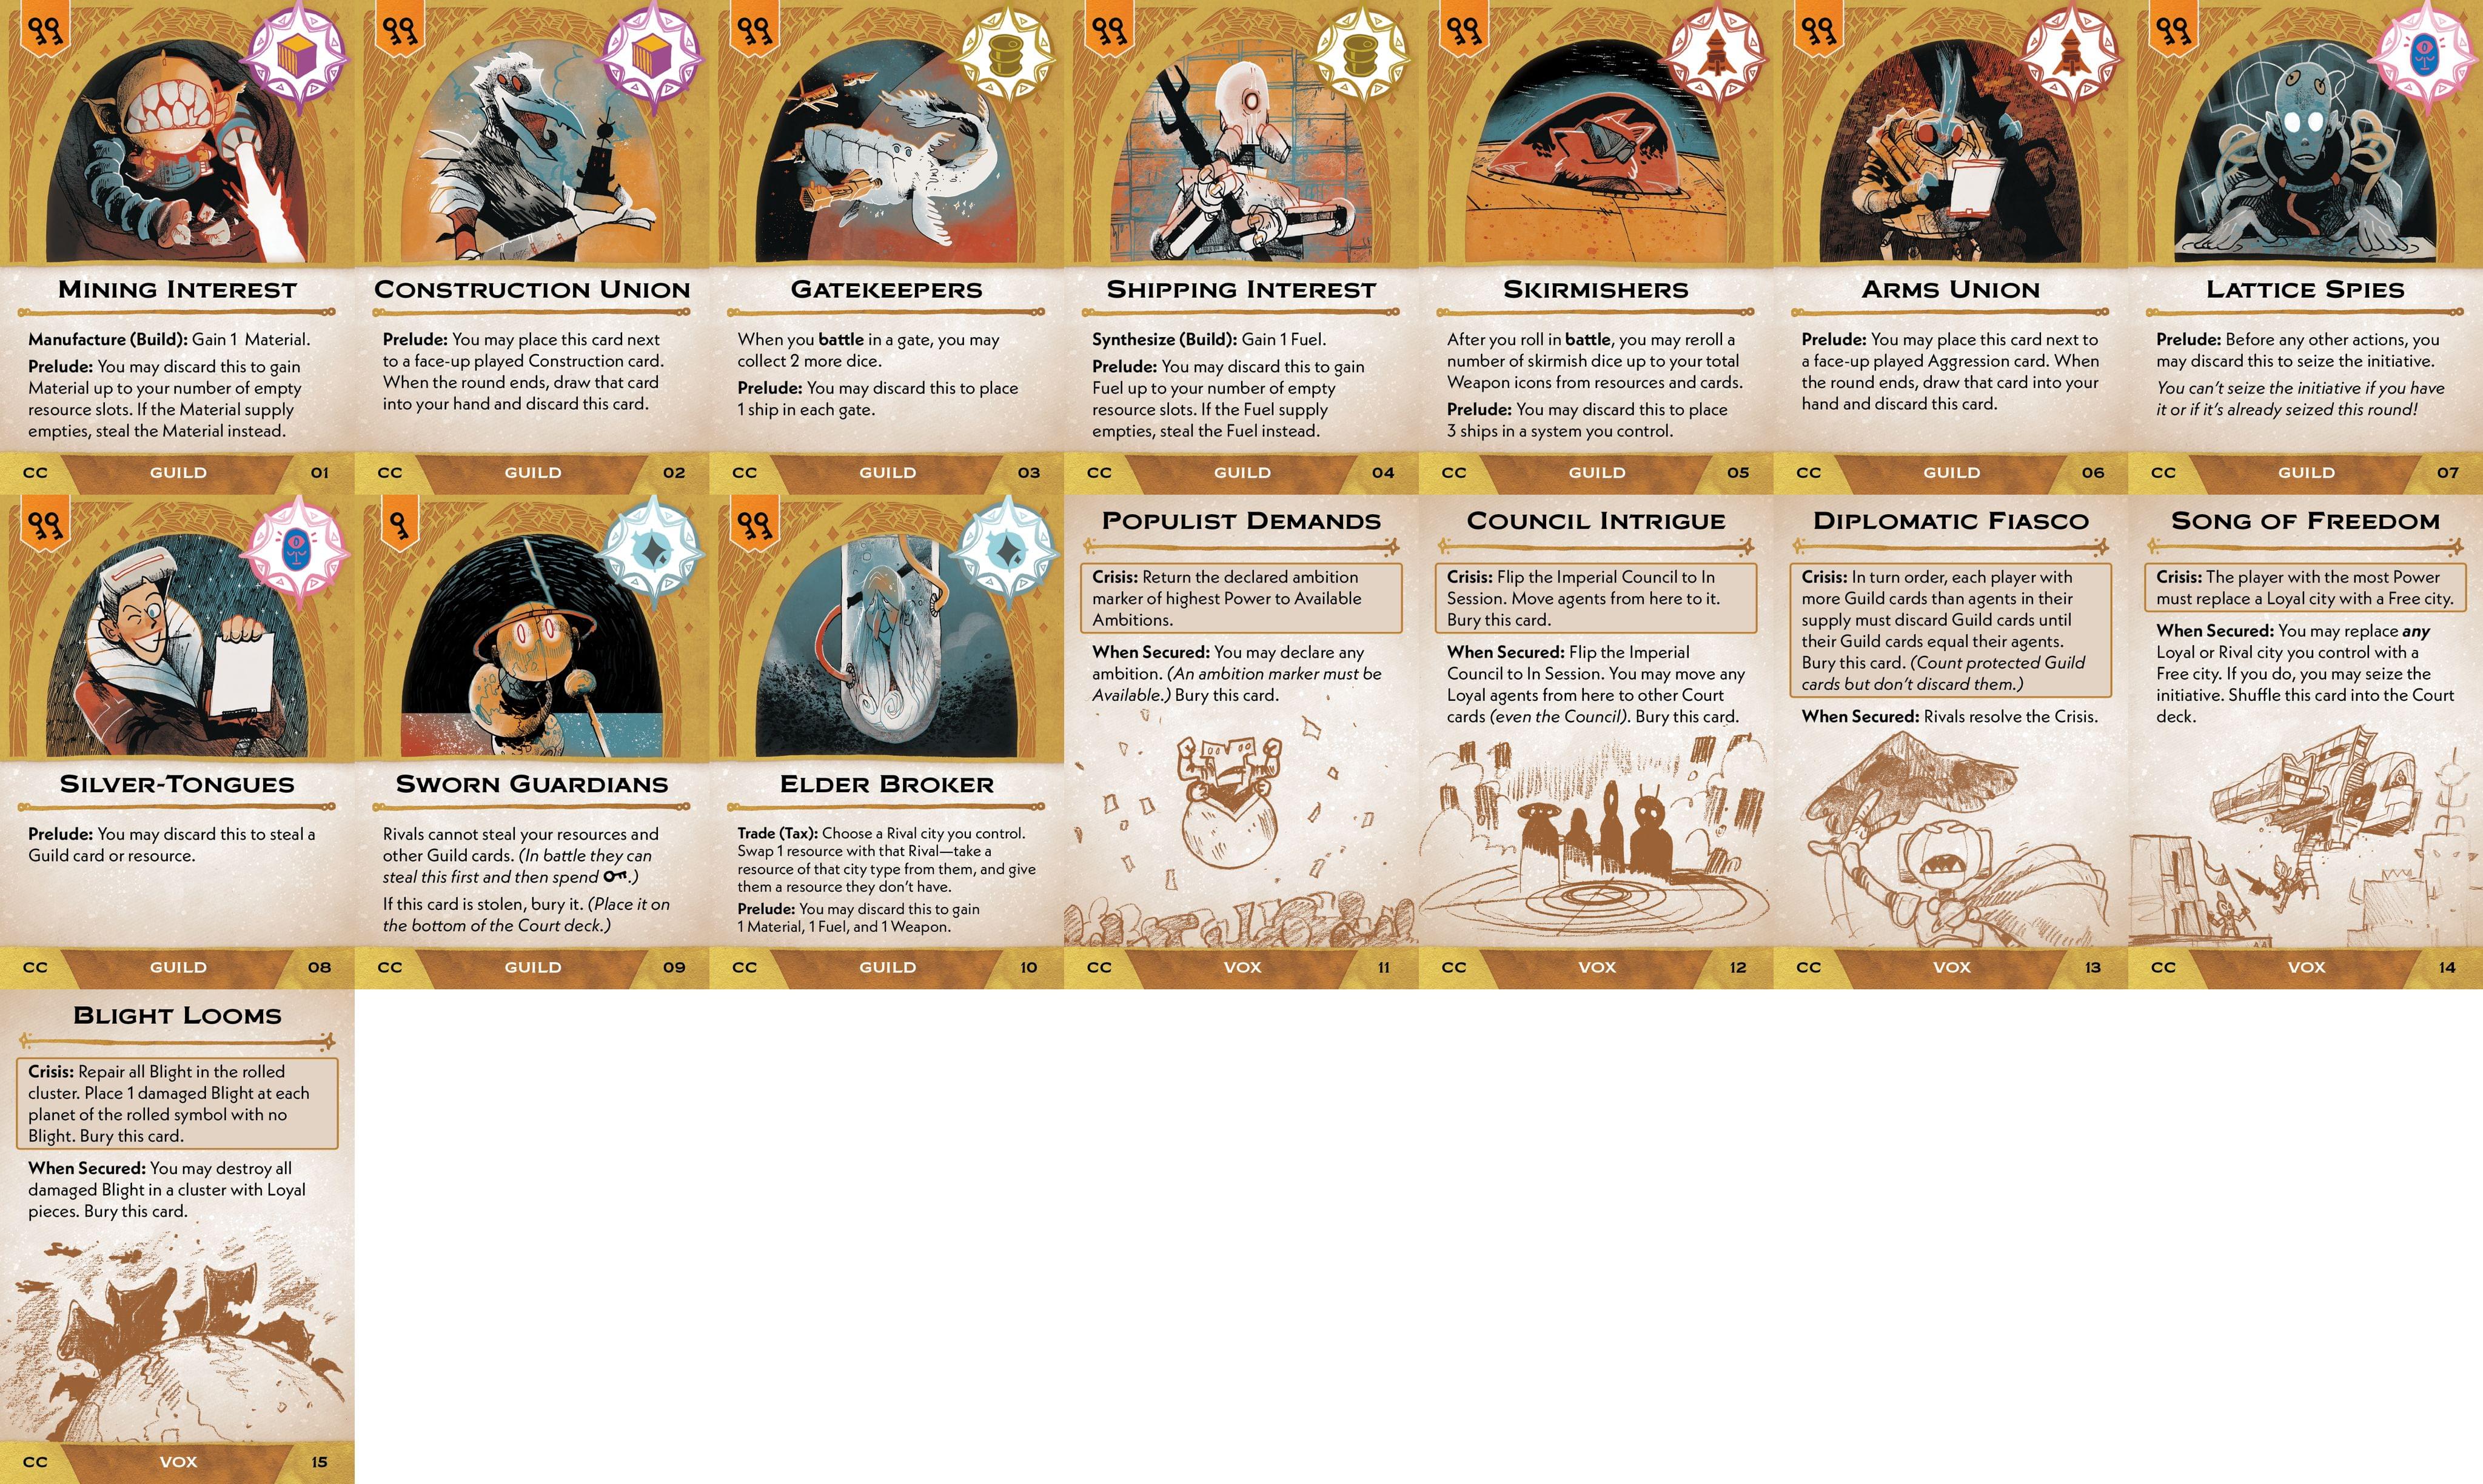 MINING INTEREST
Manufacture (Build): Gain 1 Material.
Prelude: You may discard this to gain
Material up to your number of empty
resource slots. If the Material supply
empties, steal the Material instead.
CC GUILD 01
CONSTRUCTION UNION
Prelude: You may place this card next
to a face-up played Construction card.
When the round ends, draw that card
into your hand and discard this card.
CC GUILD 02
GATEKEEPERS
When you battle in a gate, you may
collect 2 more dice.
Prelude: You may discard this to place
1 ship in each gate.
CC GUILD 03
SHIPPING INTEREST
Synthesize (Build): Gain 1 Fuel.
Prelude: You may discard this to gain
Fuel up to your number of empty
resource slots. If the Fuel supply
empties, steal the Fuel instead.
CC GUILD 04
SKIRMISHERS
After you roll in battle, you may reroll a
number of skirmish dice up to your total
Weapon icons from resources and cards.
Prelude: You may discard this to place
3 ships in a system you control.
CC GUILD 05
ARMS UNION
Prelude: You may place this card next to
a face-up played Aggression card. When
the round ends, draw that card into your
hand and discard this card.
CC GUILD 06
LATTICE SPIES
Prelude: Before any other actions, you
may discard this to seize the initiative.
You can't seize the initiative if you have
it or if it's already seized this round!
CC GUILD 07
SILVER-TONGUES
Prelude: You may discard this to steal a
Guild card or resource.
CC GUILD 08
SWORN GUARDIANS
Rivals cannot steal your resources and
other Guild cards. (In battle they can
steal this first and then spend .)
If this card is stolen, bury it. (Place it on
the bottom of the Court deck.)
CC GUILD 09
ELDER BROKER
Trade (Tax): Choose a Rival city you control.
Swap 1 resource with that Rival—take a
resource of that city type from them, and give
them a resource they don't have.
Prelude: You may discard this to gain
1 Material, 1 Fuel, and 1 Weapon.
CC GUILD 10
POPULIST DEMANDS
Crisis: Return the declared ambition
marker of highest Power to Available
Ambitions.
When Secured: You may declare any
ambition. (An ambition marker must be
Available.) Bury this card.
CC VOX 11
COUNCIL INTRIGUE
Crisis: Flip the Imperial Council to In
Session. Move agents from here to it.
Bury this card.
When Secured: Flip the Imperial
Council to In Session. You may move any
Loyal agents from here to other Court
cards (even the Council). Bury this card.
CC VOX 12
DIPLOMATIC FIASCO
Crisis: In turn order, each player with
more Guild cards than agents in their
supply must discard Guild cards until
their Guild cards equal their agents.
Bury this card. (Count protected Guild
cards but don't discard them.)
When Secured: Rivals resolve the Crisis.
CC VOX 13
SONG OF FREEDOM
Crisis: The player with the most Power
must replace a Loyal city with a Free city.
When Secured: You may replace any
Loyal or Rival city you control with a
Free city. If you do, you may seize the
initiative. Shuffle this card into the Court
deck.
CC VOX 14
BLIGHT LOOMS
Crisis: Repair all Blight in the rolled
cluster. Place 1 damaged Blight at each
planet of the rolled symbol with no
Blight. Bury this card.
When Secured: You may destroy all
damaged Blight in a cluster with Loyal
pieces. Bury this card.
CC VOX 15